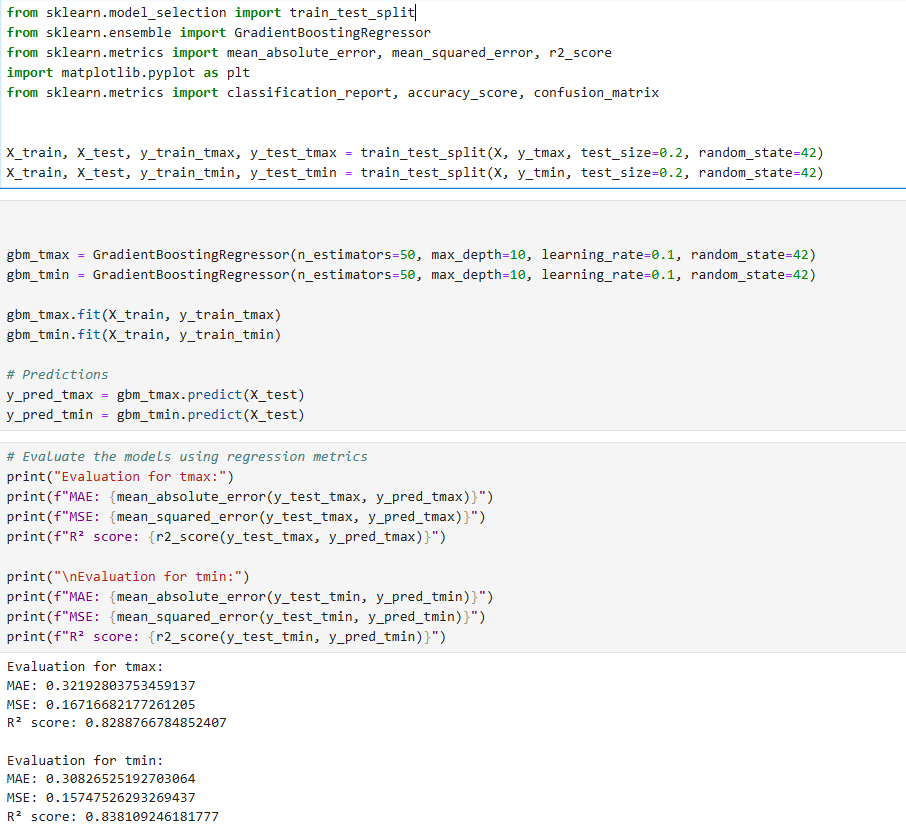 from sklearn.model_selection import train_test_split
from sklearn.ensemble import GradientBoostingRegressor
from sklearn.metrics import mean_absolute_error, mean_squared_error, r2_score
import matplotlib.pyplot as plt
from sklearn.metrics import classification_report, accuracy_score, confusion_matrix
X_train, X_test, y_train_tmax, y_test_tmax = train_test_split(X, y_tmax, test_size=0.2, random_state=42)
X_train, X_test, y_train_tmin, y_test_tmin = train_test_split(X, y_tmin, test_size=0.2, random_state=42)
gbm_tmax = GradientBoostingRegressor(n_estimators=50, max_depth=10, learning_rate=0.1, random_state=42)
gbm_tmin = GradientBoostingRegressor(n_estimators=50, max_depth=10, learning_rate=0.1, random_state=42)
gbm_tmax.fit(X_train, y_train_tmax)
gbm_tmin.fit(X_train, y_train_tmin)
# Predictions
y_pred_tmax = gbm_tmax.predict(X_test)
y_pred_tmin = gbm_tmin.predict(X_test)
# Evaluate the models using regression metrics
print("Evaluation for tmax:")
print(f"MAE: {mean_absolute_error(y_test_tmax, y_pred_tmax)}")
print(f"MSE: {mean_squared_error(y_test_tmax, y_pred_tmax)}")
print(f"R² score: {r2_score(y_test_tmax, y_pred_tmax)}")
print("\nEvaluation for tmin:")
print(f"MAE: {mean_absolute_error(y_test_tmin, y_pred_tmin)}")
print(f"MSE: {mean_squared_error(y_test_tmin, y_pred_tmin)}")
print(f"R² score: {r2_score(y_test_tmin, y_pred_tmin)}")
Evaluation for tmax:
MAE: 0.32192803753459137
MSE: 0.16716682177261205
R² score: 0.8288766784852407
Evaluation for tmin:
MAE: 0.30826525192703064
MSE: 0.15747526293269437
R² score: 0.838109246181777